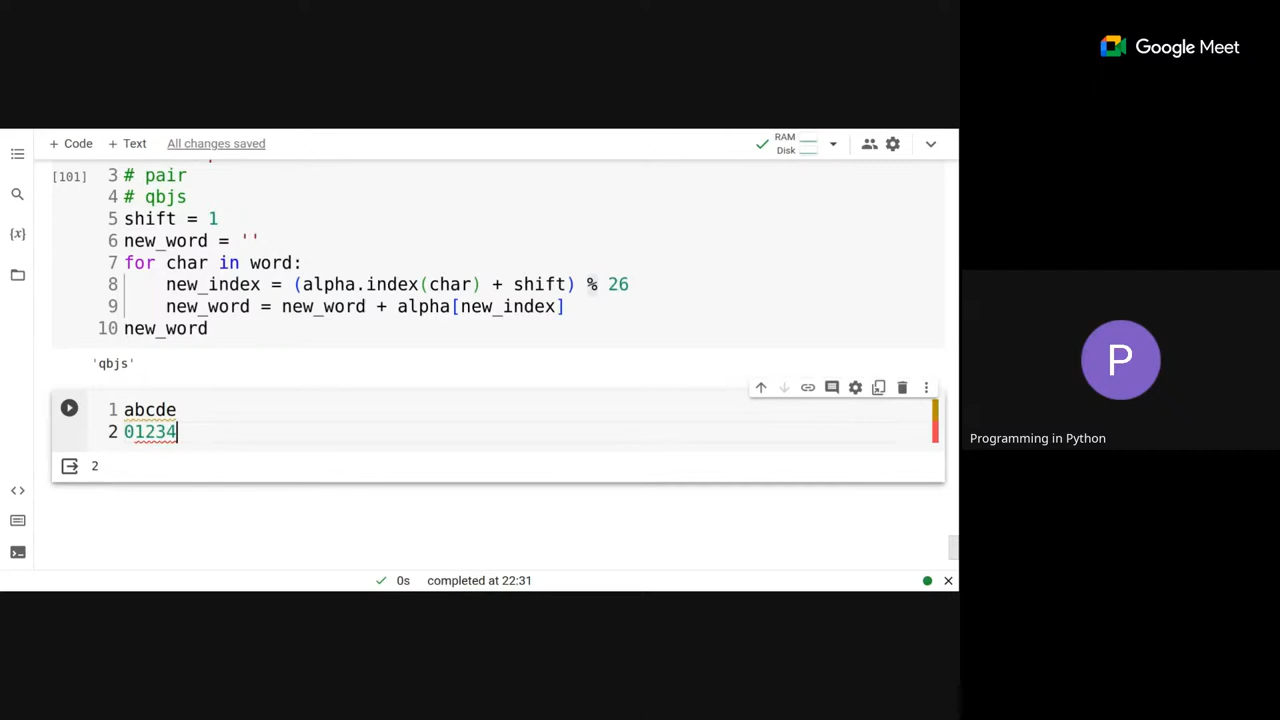 Google Meet
+ Code + Text All changes saved
RAM
Disk
[101] 3 # pair
4 # qbjs
5 shift = 1
6 new_word = ''
7 for char in word:
8 new_index = (alpha.index(char) + shift) % 26
9 new_word = new_word + alpha[new_index]
10 new_word
'qbjs'
1 abcde
2 01234
2
{x}
<>
0s completed at 22:31
P
Programming in Python